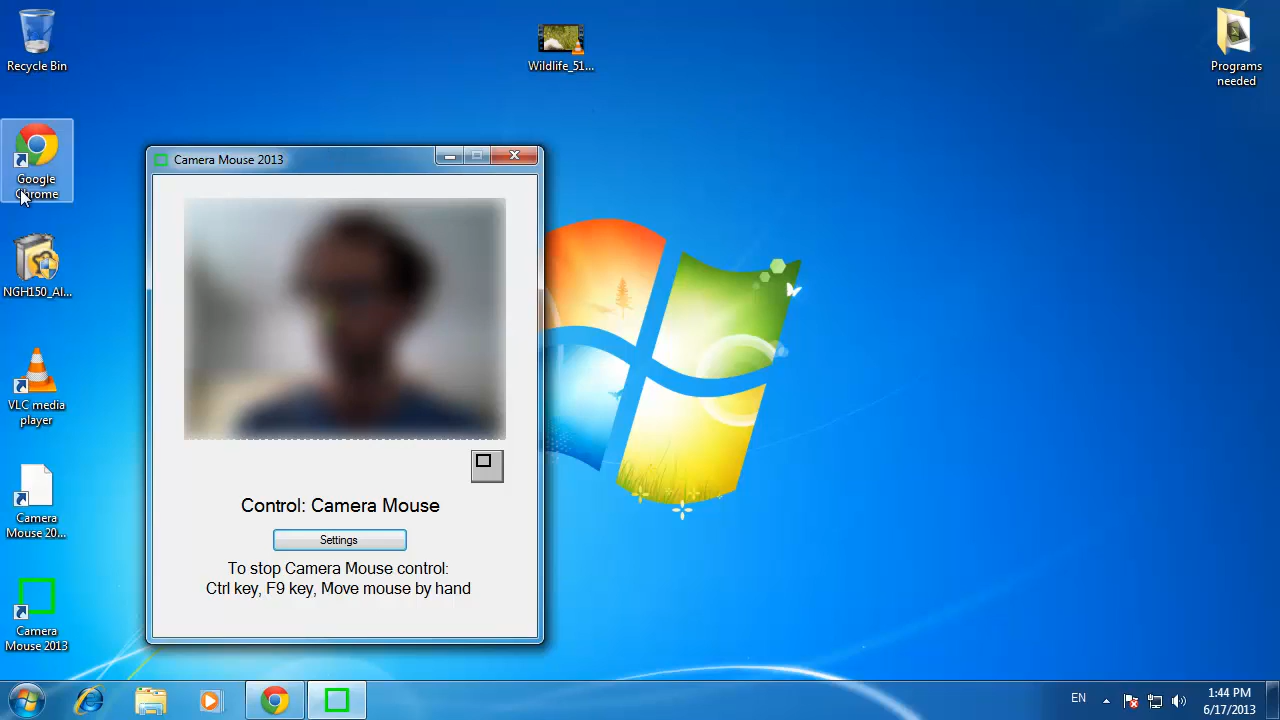 Recycle Bin
Wildlife_51...
Programs
needed
Google
Chrome
NGH150_Al...
VLC media
player
Camera
Mouse 20...
Camera
Mouse 2013
Camera Mouse 2013
Control: Camera Mouse
Settings
To stop Camera Mouse control:
Ctrl key, F9 key, Move mouse by hand
EN
1:44 PM
6/17/2013